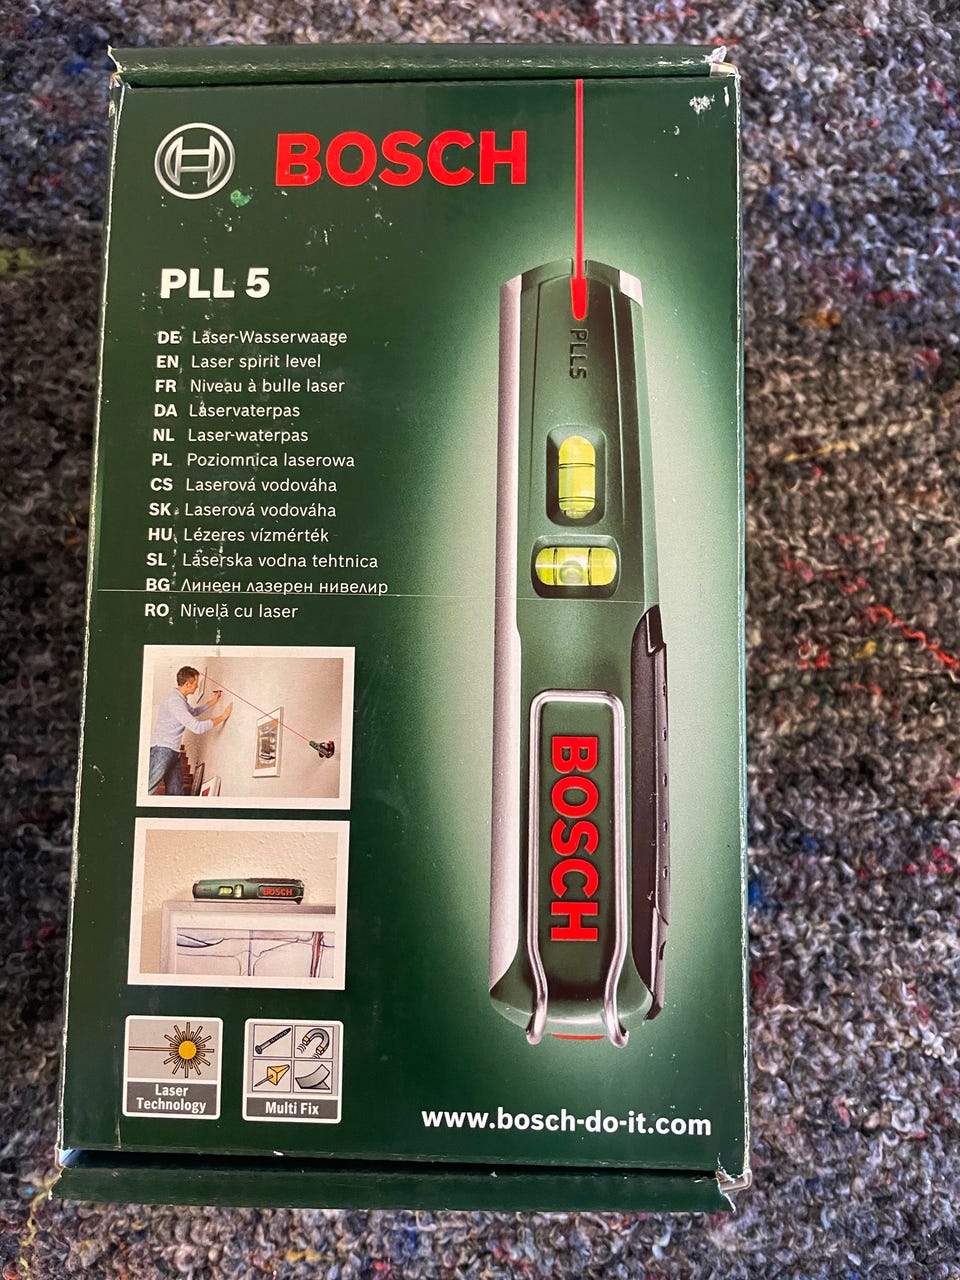 BOSCH
PLL 5
DE Laser-Wasserwaage
EN Laser spirit level
FR Niveau à bulle laser
DA Laservaterpas
NL Laser-waterpas
PL Poziomnica laserowa
CS Laserová vodováha
SK Laserová vodováha
HU Lézeres vízmérték
SL Laserska vodna tehtnica
BG Линеен лазерен нивелир
RO Nivelă cu laser
PLL5
BOSCH
BOSCH
Laser
Technology
Multi Fix
www.bosch-do-it.com